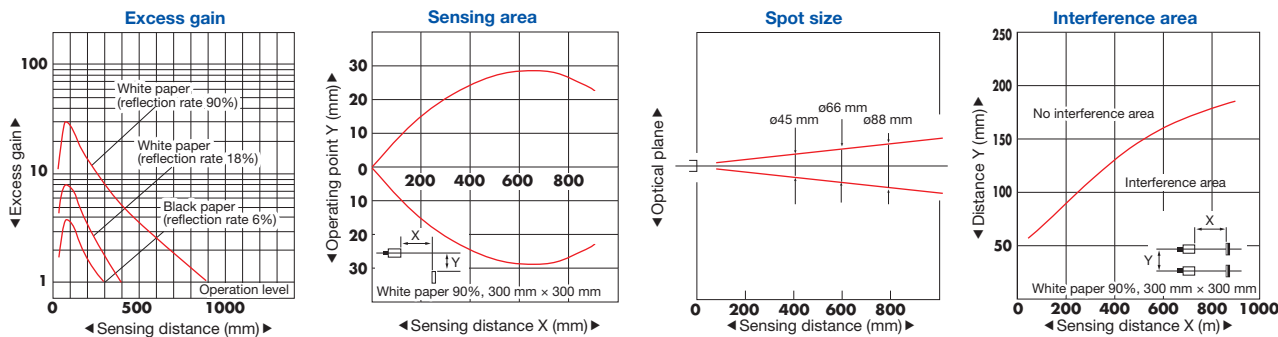 Excess gain
100
10
1
◄Excess gain►
White paper
(reflection rate 90%)
White paper
(reflection rate 18%)
Black paper
(reflection rate 6%)
Operation level
0 500 1000
◄Sensing distance (mm)►
Sensing area
30
20
10
0
10
20
30
◄Operating point Y (mm)►
200 400 600 800
X
Y
White paper 90%, 300 mm × 300 mm
0 200 400 600 800
◄Sensing distance X (mm)►
Spot size
◄Optical plane►
ø45 mm
ø66 mm
ø88 mm
0 200 400 600 800
◄Sensing distance (mm)►
Interference area
250
200
150
100
50
◄Distance Y (mm)►
No interference area
Interference area
X
Y
White paper 90%, 300 mm × 300 mm
0 200 400 600 800 1000
◄Sensing distance X (m)►